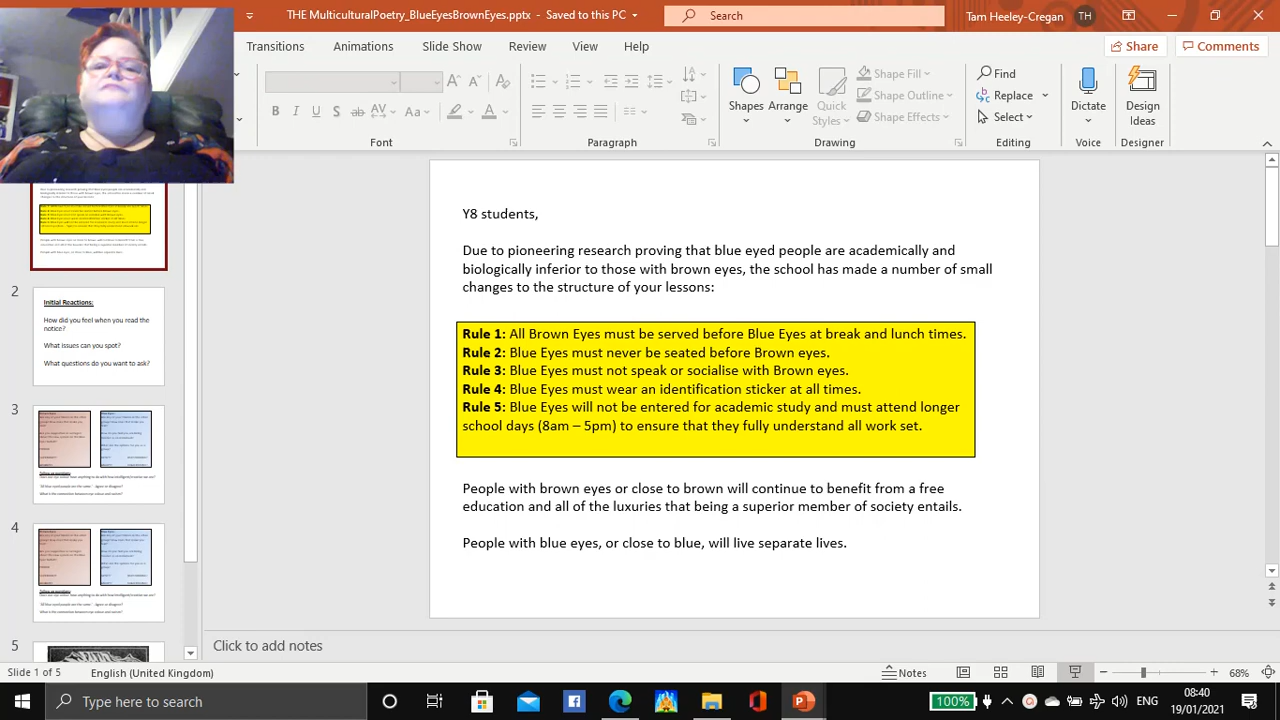 THE MulticulturalPoetry_BlueEyesBrownEyes.pptx - Saved to this PC
Search
Tam Heeley-Cregan
TH
Transitions Animations Slide Show Review View Help
Share
Comments
Shapes Arrange Quick Styles
Shape Fill
Shape Outline
Shape Effects
Find
Replace
Select
Dictate
Design Ideas
Font Paragraph Drawing Editing Voice Designer
Y8 students,
Due to pioneering research proving that blue eyed people are academically and
biologically inferior to those with brown eyes, the school has made a number of small
changes to the structure of your lessons:
Rule 1: All Brown Eyes must be served before Blue Eyes at break and lunch times.
Rule 2: Blue Eyes must never be seated before Brown eyes.
Rule 3: Blue Eyes must not speak or socialise with Brown eyes.
Rule 4: Blue Eyes must wear an identification sticker at all times.
Rule 5: Blue Eyes will not be entered for academic study and must attend longer
school days (8am – 5pm) to ensure that they fully understand all work set.
People with brown eyes or close to brown will continue to benefit from a free
education and all of the luxuries that being a superior member of society entails.
People with blue eyes, or close to blue, will live separate lives.
2
Initial Reactions:
How did you feel when you read the
notice?
What issues can you spot?
What questions do you want to ask?
3
4
5
Click to add notes
Slide 1 of 5
English (United Kingdom)
Notes
68%
Type here to search
100%
ENG
08:40
19/01/2021